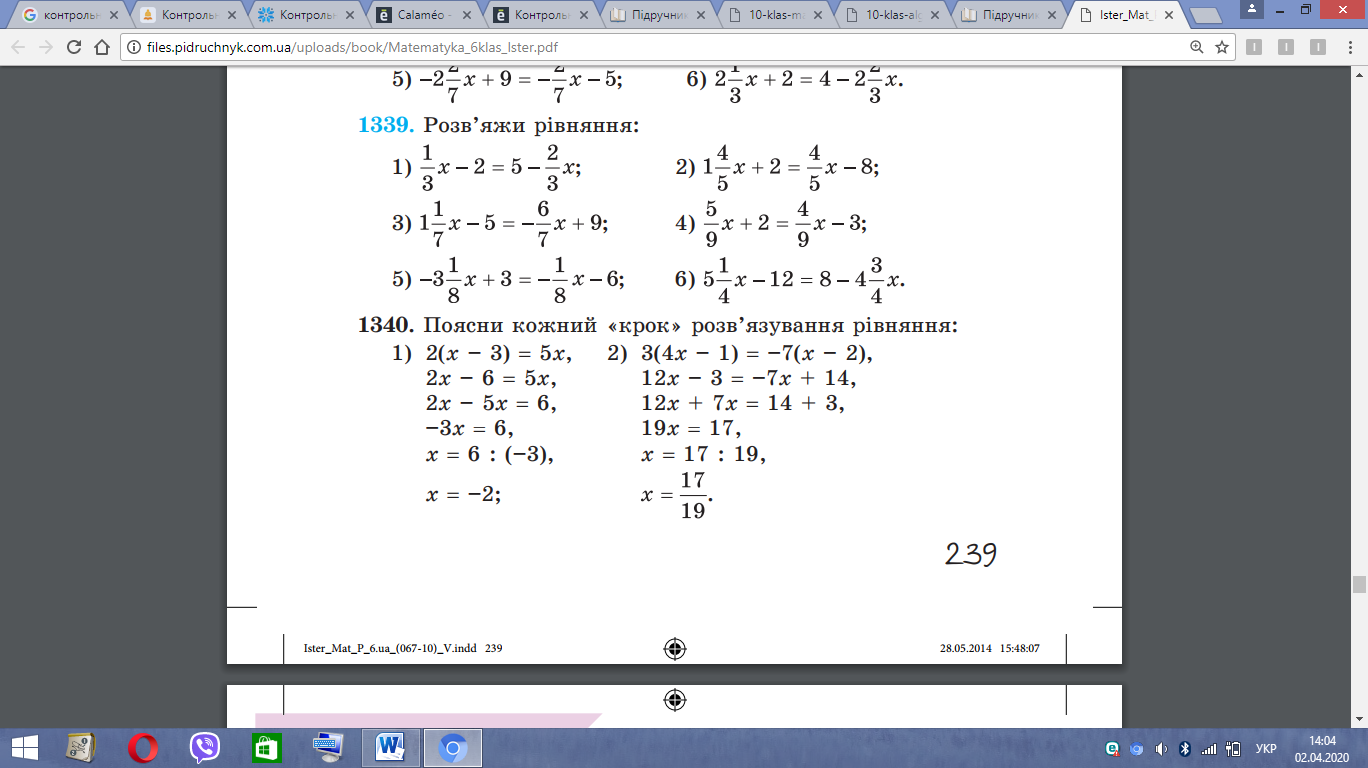 контрольн Контрольн Контрольн Calaméo - Контрольн Підручник 10-klas-ma 10-klas-alg Підручник Ister_Mat_
files.pidruchnyk.com.ua/uploads/book/Matematyka_6klas_Ister.pdf
5) −2 2/7 x + 9 = − 2/7 x − 5; 6) 2 1/3 x + 2 = 4 − 2 2/3 x.
1339. Розв’яжи рівняння:
1) 1/3 x − 2 = 5 − 2/3 x; 2) 1 4/5 x + 2 = 4/5 x − 8;
3) 1 1/7 x − 5 = − 6/7 x + 9; 4) 5/9 x + 2 = 4/9 x − 3;
5) −3 1/8 x + 3 = − 1/8 x − 6; 6) 5 1/4 x − 12 = 8 − 4 3/4 x.
1340. Поясни кожний «крок» розв’язування рівняння:
1) 2(x − 3) = 5x, 2) 3(4x − 1) = −7(x − 2),
2x − 6 = 5x, 12x − 3 = −7x + 14,
2x − 5x = 6, 12x + 7x = 14 + 3,
−3x = 6, 19x = 17,
x = 6 : (−3), x = 17 : 19,
x = −2; x = 17/19.
239
Ister_Mat_P_6.ua_(067-10)_V.indd 239 28.05.2014 15:48:07
УКР 14:04
02.04.2020